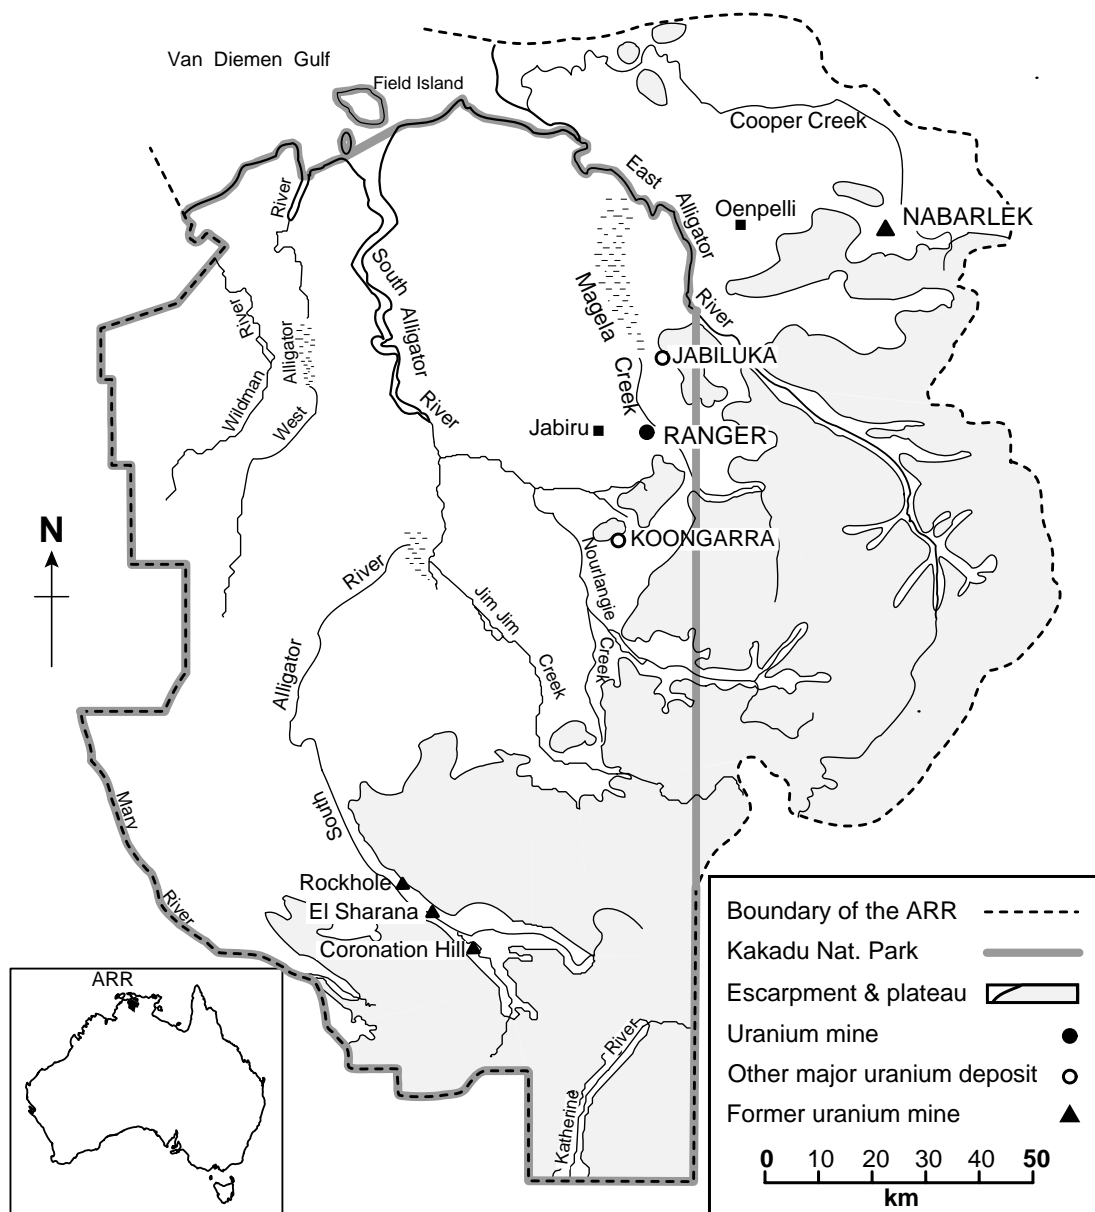 Van Diemen Gulf
Field Island
Cooper Creek
East Alligator River
Oenpelli
NABARLEK
River
South Alligator River
Magela Creek
JABILUKA
Wildman River
West Alligator
Jabiru
RANGER
N
KOONGARRA
Nourlangie Creek
Jim Jim Creek
South Alligator River
Mary River
Rockhole
El Sharana
Coronation Hill
Katherine River
ARR
Boundary of the ARR
Kakadu Nat. Park
Escarpment & plateau
Uranium mine
Other major uranium deposit
Former uranium mine
0 10 20 30 40 50
km